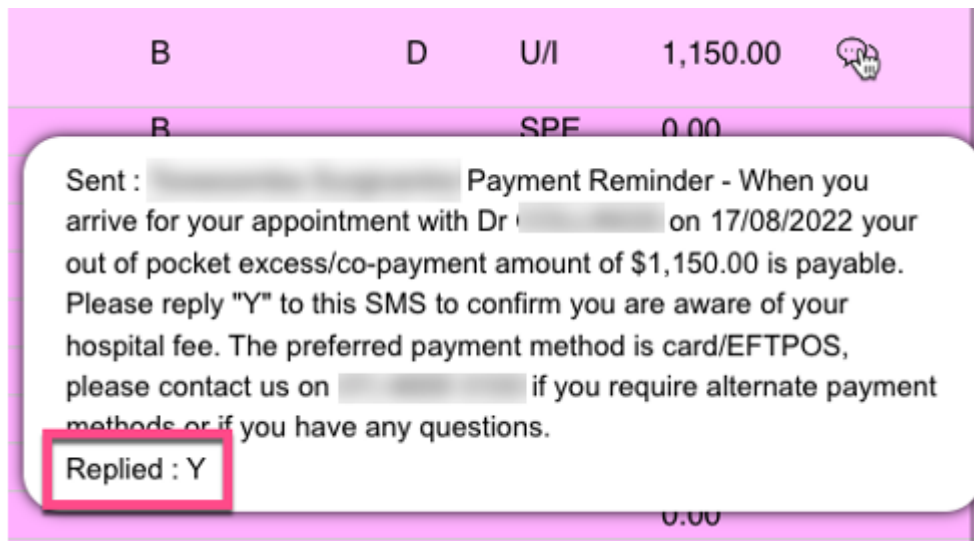 B D U/I 1,150.00
B SPE 0.00
Sent : Payment Reminder - When you
arrive for your appointment with Dr on 17/08/2022 your
out of pocket excess/co-payment amount of $1,150.00 is payable.
Please reply "Y" to this SMS to confirm you are aware of your
hospital fee. The preferred payment method is card/EFTPOS,
please contact us on if you require alternate payment
methods or if you have any questions.
Replied : Y
0.00